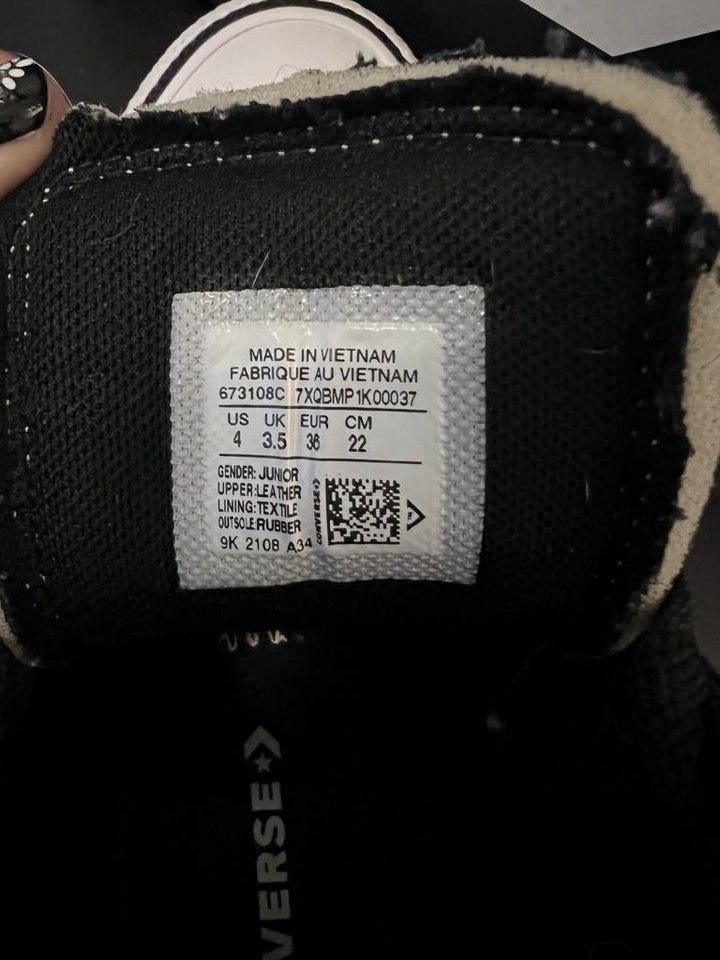 MADE IN VIETNAM
FABRIQUE AU VIETNAM
673108C 7XQBMP1K00037
US UK EUR CM
4 3.5 36 22
GENDER: JUNIOR
UPPER:LEATHER
LINING:TEXTILE
OUTSOLE:RUBBER
9K 2108 A34
CONVERSE
VERSE